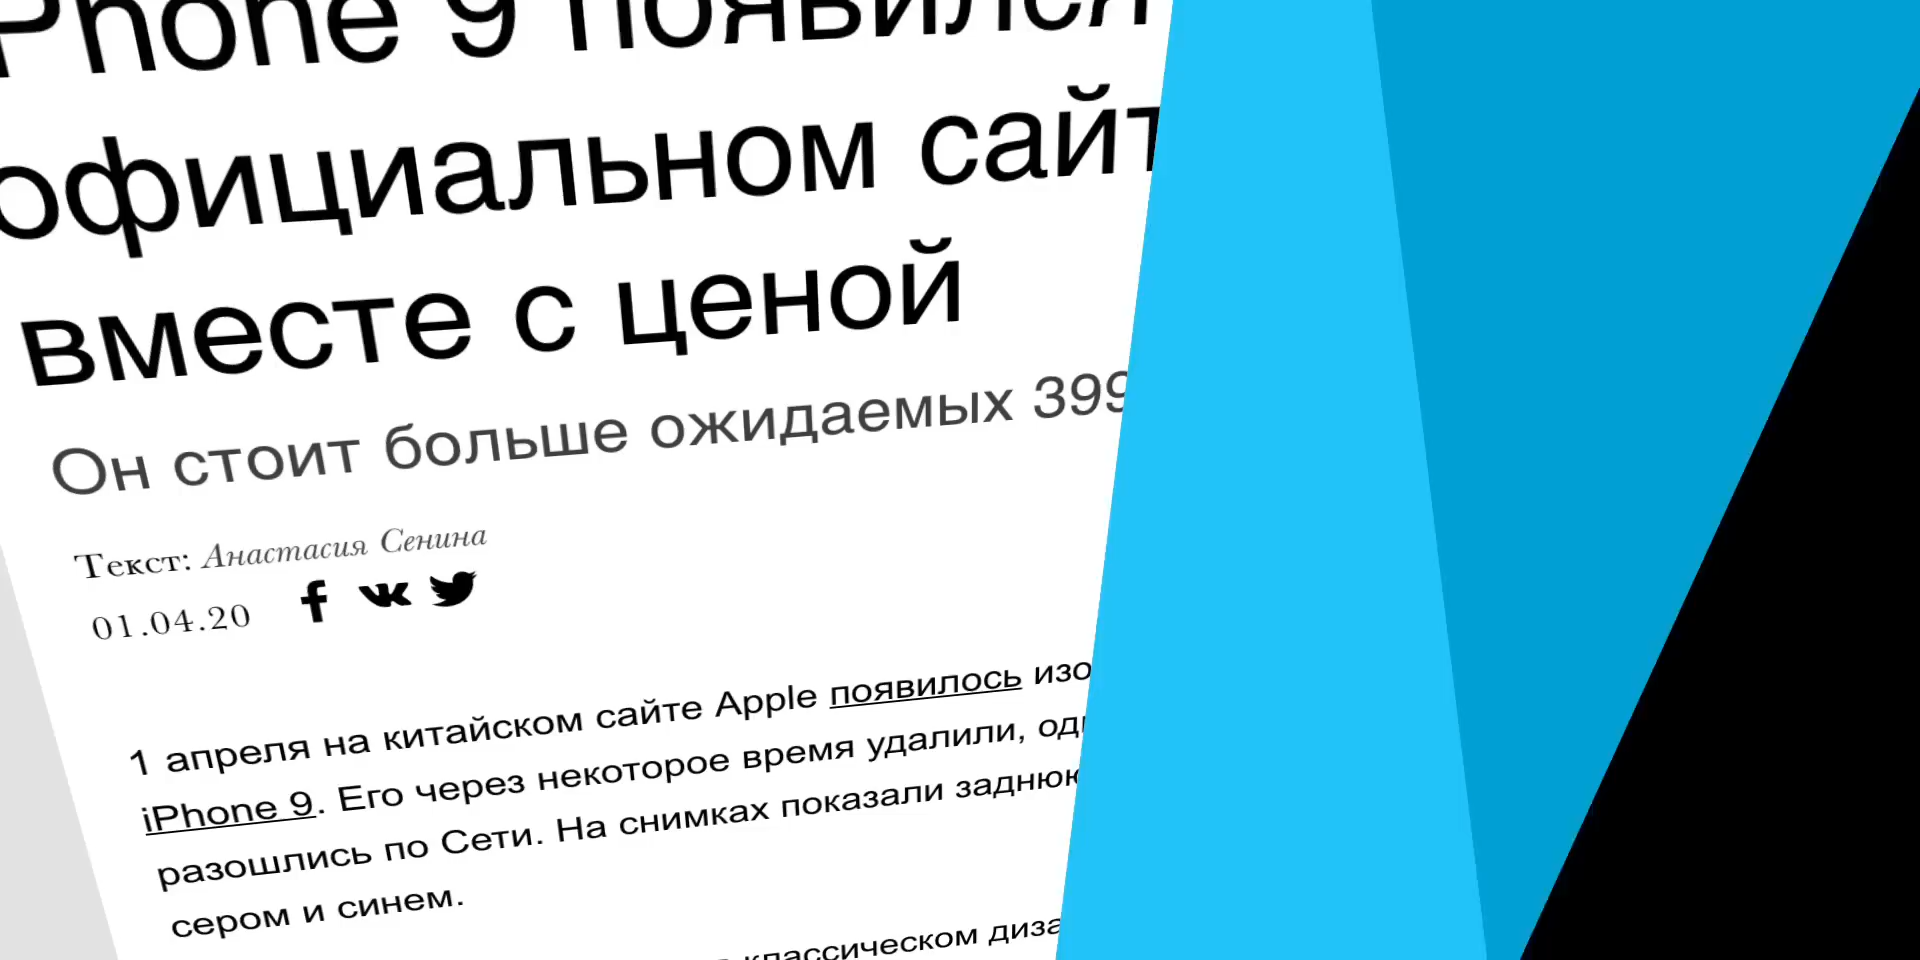 iPhone 9 появился
официальном сайт
вместе с ценой
Он стоит больше ожидаемых 399
Текст: Анастасия Сенина
01.04.20
1 апреля на китайском сайте Apple появилось изо
iPhone 9. Его через некоторое время удалили, од
разошлись по Сети. На снимках показали заднюю
сером и синем.
классическом диза